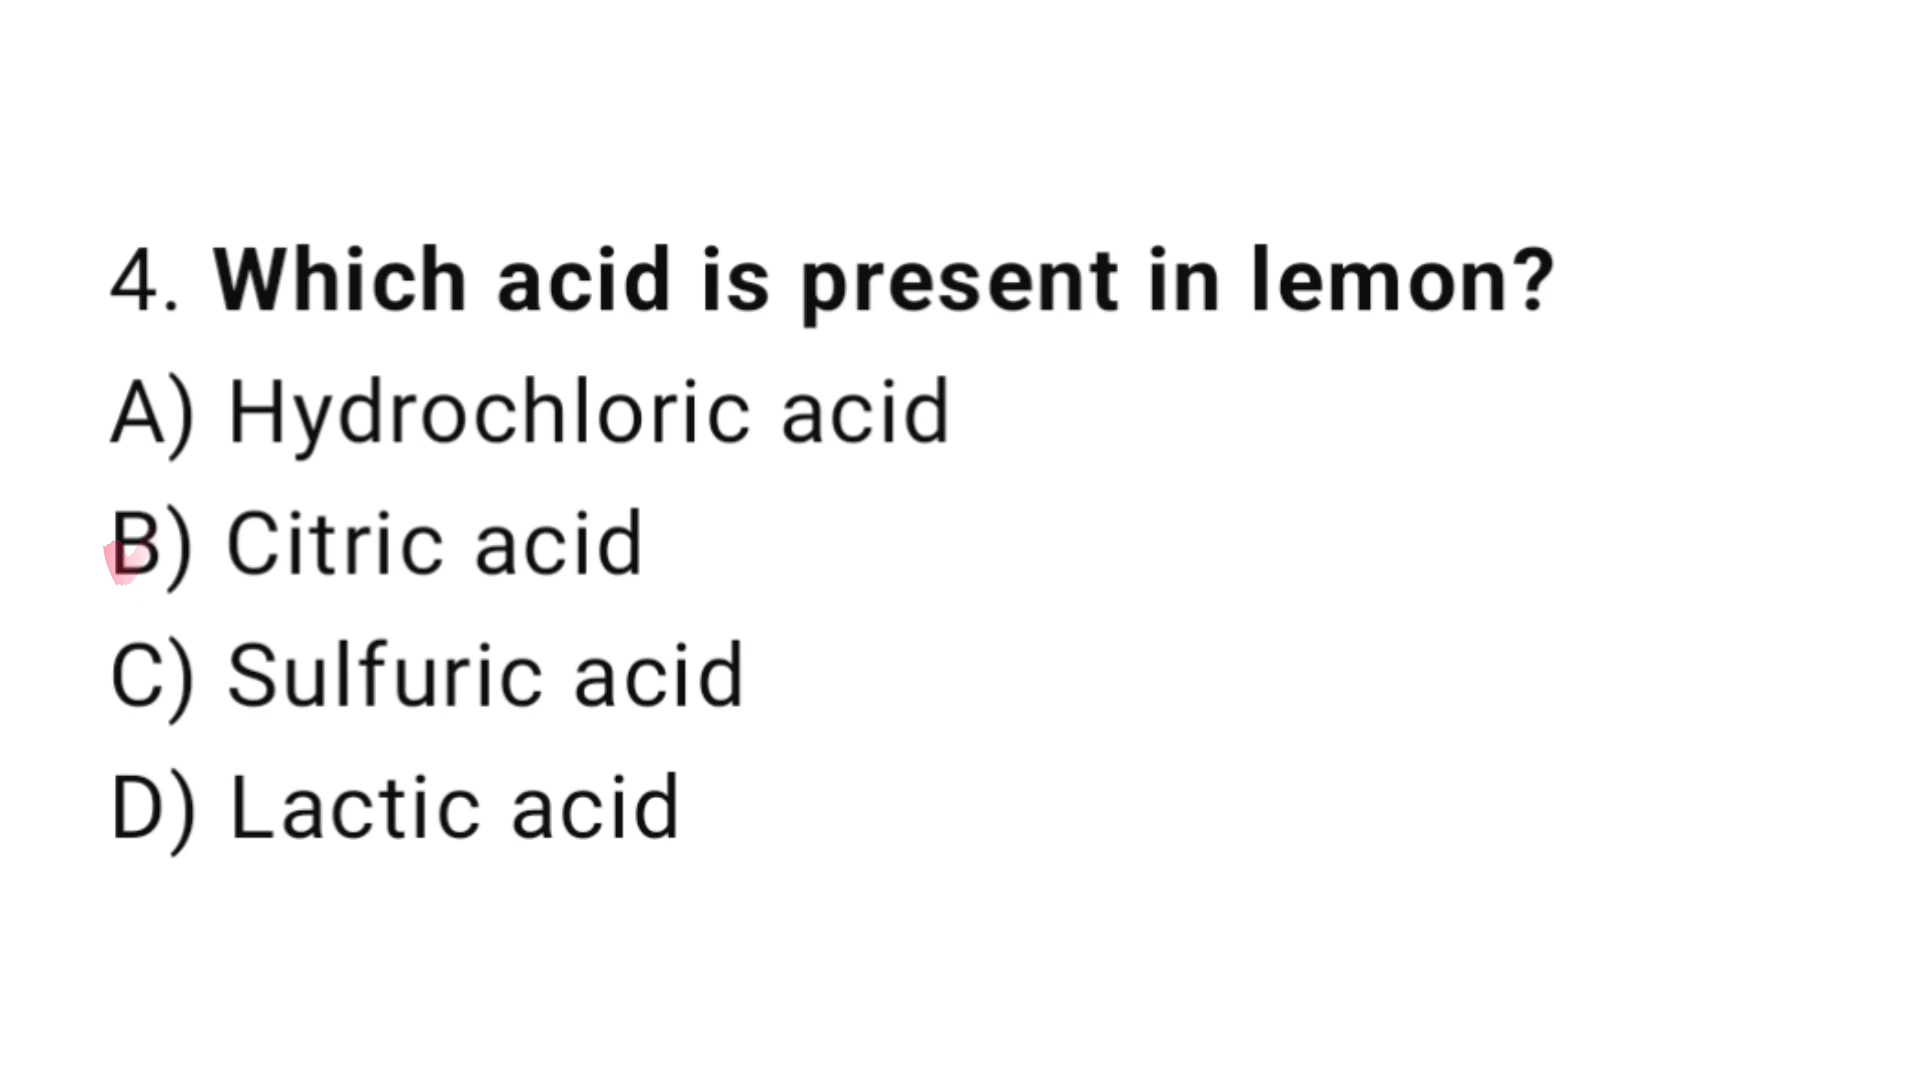 4. Which acid is present in lemon?
A) Hydrochloric acid
B) Citric acid
C) Sulfuric acid
D) Lactic acid